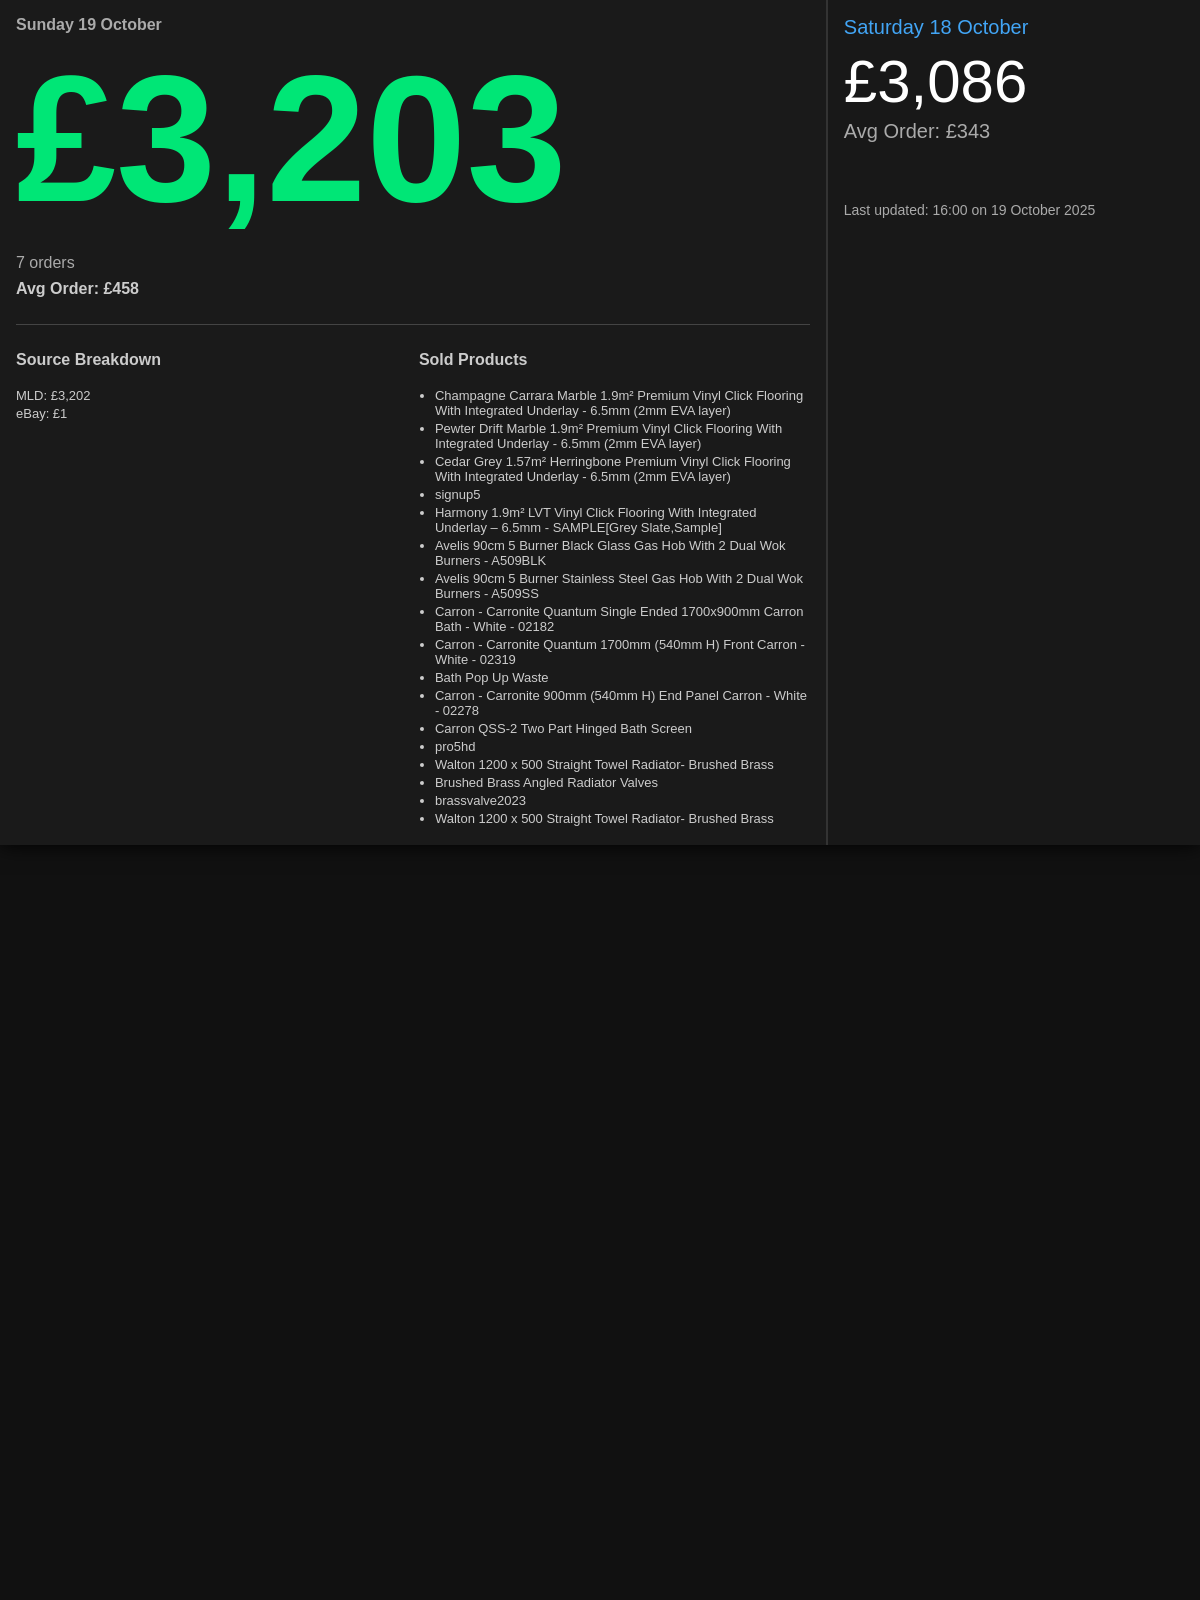 Sunday 19 October
£3,203
7 orders
Avg Order: £458
Source Breakdown
MLD: £3,202
eBay: £1
Sold Products
• Champagne Carrara Marble 1.9m² Premium Vinyl Click Flooring
With Integrated Underlay - 6.5mm (2mm EVA layer)
• Pewter Drift Marble 1.9m² Premium Vinyl Click Flooring With
Integrated Underlay - 6.5mm (2mm EVA layer)
• Cedar Grey 1.57m² Herringbone Premium Vinyl Click Flooring
With Integrated Underlay - 6.5mm (2mm EVA layer)
• signup5
• Harmony 1.9m² LVT Vinyl Click Flooring With Integrated
Underlay – 6.5mm - SAMPLE[Grey Slate,Sample]
• Avelis 90cm 5 Burner Black Glass Gas Hob With 2 Dual Wok
Burners - A509BLK
• Avelis 90cm 5 Burner Stainless Steel Gas Hob With 2 Dual Wok
Burners - A509SS
• Carron - Carronite Quantum Single Ended 1700x900mm Carron
Bath - White - 02182
• Carron - Carronite Quantum 1700mm (540mm H) Front Carron -
White - 02319
• Bath Pop Up Waste
• Carron - Carronite 900mm (540mm H) End Panel Carron - White
- 02278
• Carron QSS-2 Two Part Hinged Bath Screen
• pro5hd
• Walton 1200 x 500 Straight Towel Radiator- Brushed Brass
• Brushed Brass Angled Radiator Valves
• brassvalve2023
• Walton 1200 x 500 Straight Towel Radiator- Brushed Brass
Saturday 18 October
£3,086
Avg Order: £343
Last updated: 16:00 on 19 October 2025